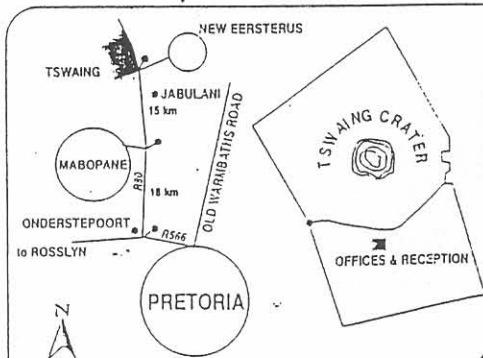 NEW EERSTERUS
TSWAING
JABULANI
15 km
OLD WARMBATHS ROAD
TSWAING CRATER
MABOPANE
R80
18 km
ONDERSTEPOORT
R566
to ROSSLYN
OFFICES & RECEPTION
PRETORIA
N